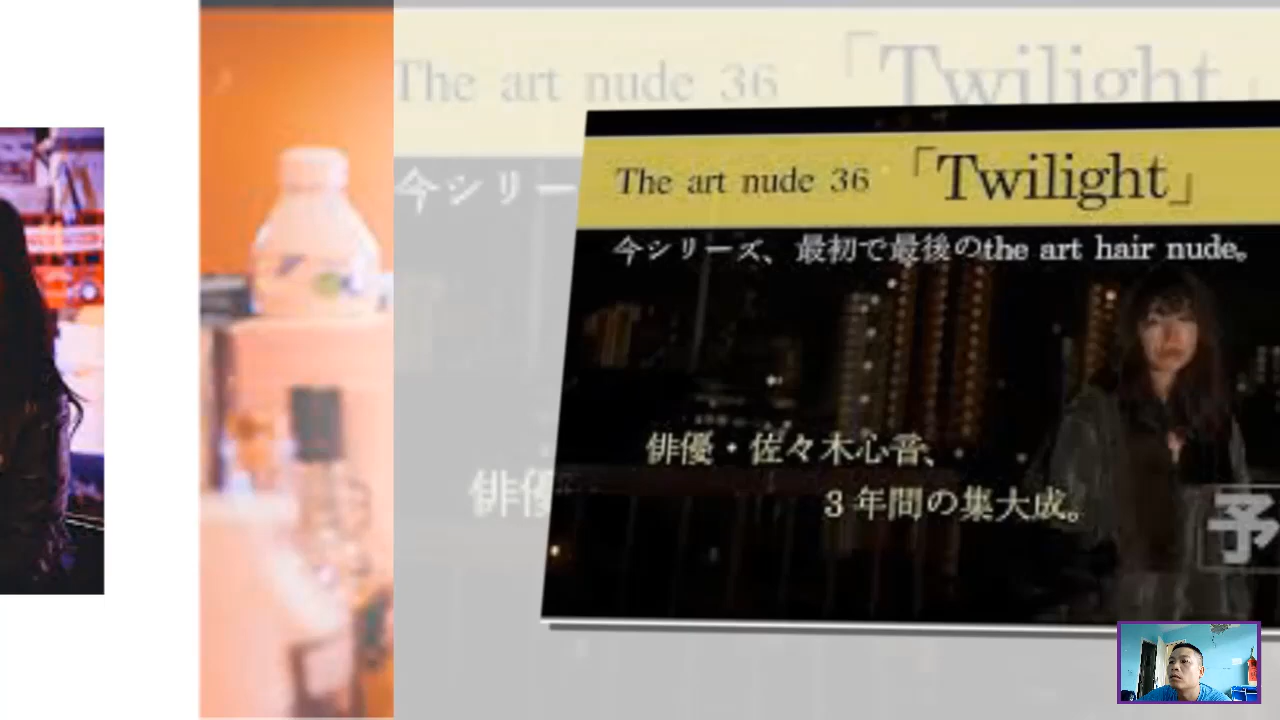 The art nude 36 「Twilight」
今シリー
The art nude 36 「Twilight」
今シリーズ、最初で最後のthe art hair nude。
俳優・佐々木心音、
3年間の集大成。
俳優
予